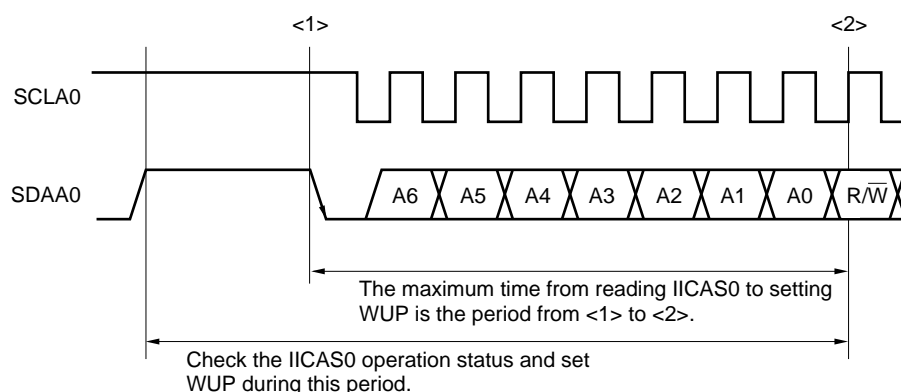 <1> <2>
SCLA0
SDAA0 A6 A5 A4 A3 A2 A1 A0 R/W̅
The maximum time from reading IICAS0 to setting
WUP is the period from <1> to <2>.
Check the IICAS0 operation status and set
WUP during this period.